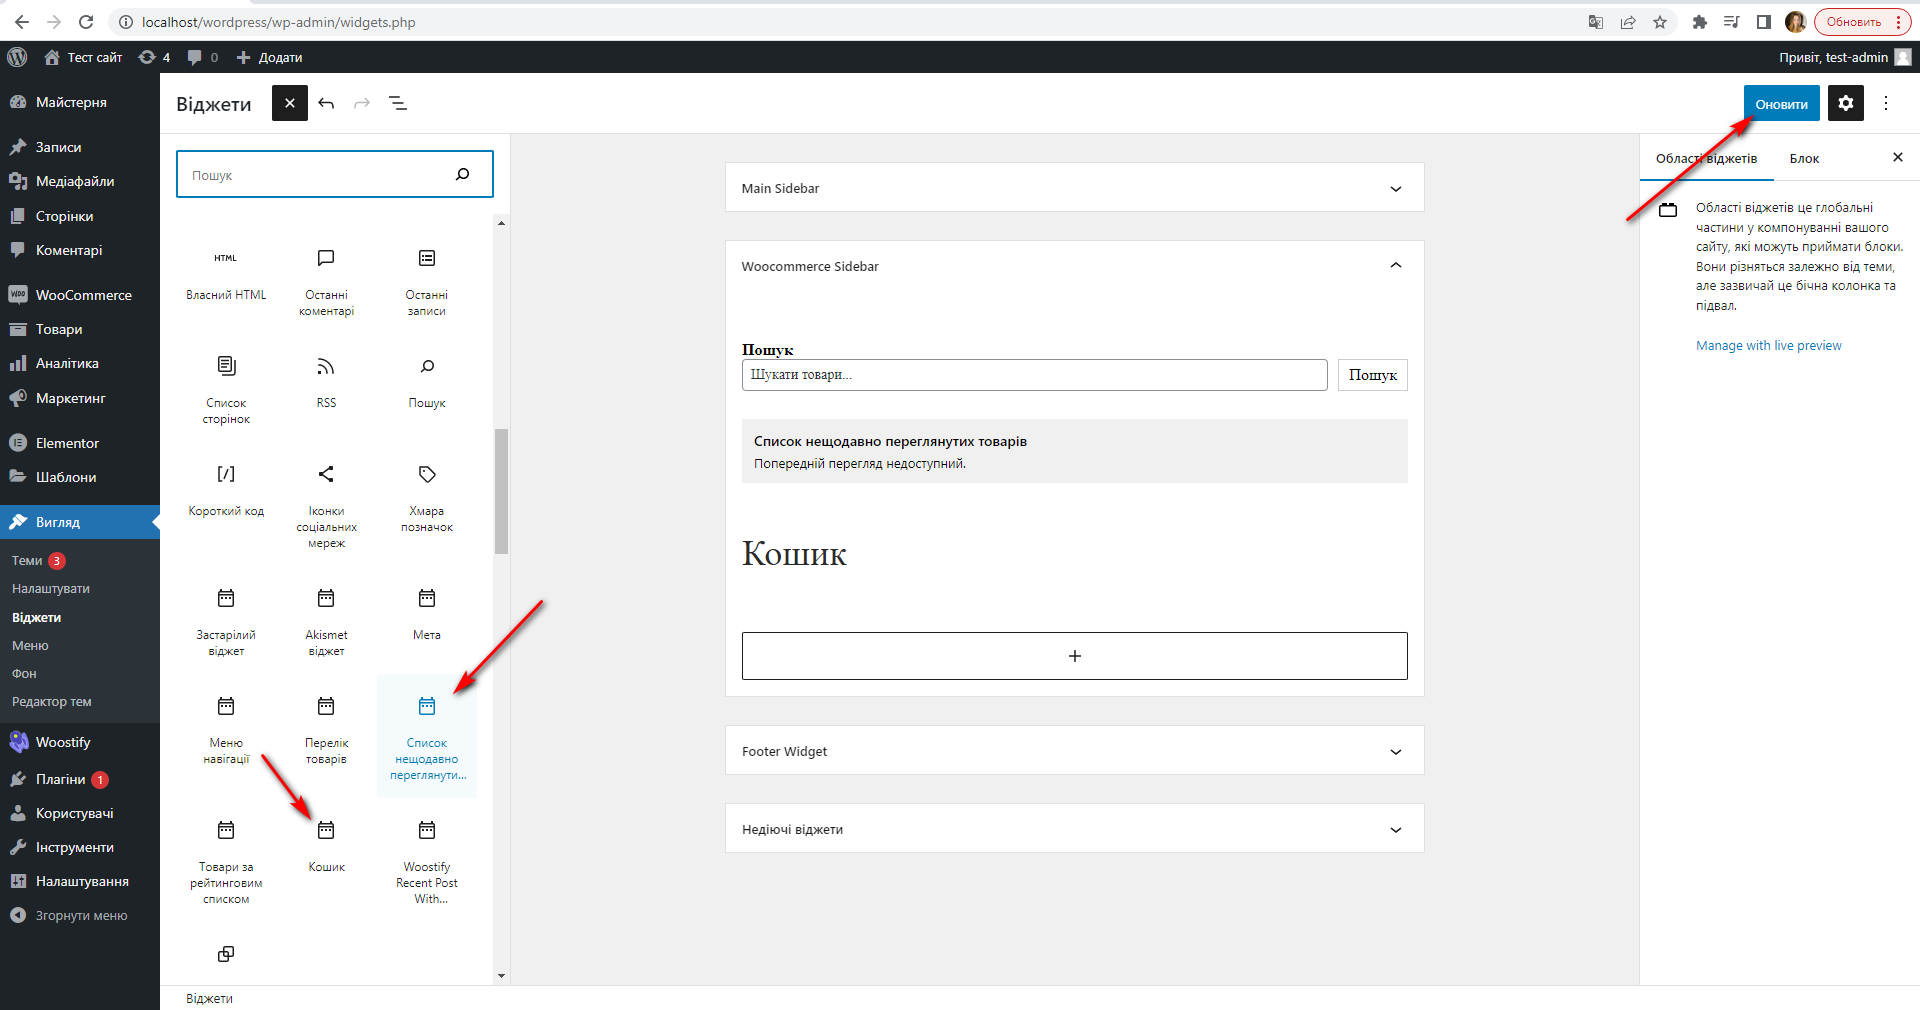 localhost/wordpress/wp-admin/widgets.php
Обновить
Тест сайт
4
0
Додати
Привіт, test-admin
Майстерня
Записи
Медіафайли
Сторінки
Коментарі
WooCommerce
Товари
Аналітика
Маркетинг
Elementor
Шаблони
Вигляд
Теми 3
Налаштувати
Віджети
Меню
Фон
Редактор тем
Woostify
Плагіни 1
Користувачі
Інструменти
Налаштування
Згорнути меню
Віджети
Оновити
Пошук
HTML
Власний HTML
Останні
коментарі
Останні
записи
Список
сторінок
RSS
Пошук
Короткий код
Іконки
соціальних
мереж
Хмара
позначок
Застарілий
віджет
Akismet
віджет
Мета
Меню
навігації
Перелік
товарів
Список
нещодавно
переглянути...
Товари за
рейтинговим
списком
Кошик
Woostify
Recent Post
With...
Main Sidebar
Woocommerce Sidebar
Пошук
Шукати товари...
Пошук
Список нещодавно переглянутих товарів
Попередній перегляд недоступний.
Кошик
Footer Widget
Недіючі віджети
Області віджетів
Блок
Області віджетів це глобальні
частини у компонуванні вашого
сайту, які можуть приймати блоки.
Вони різняться залежно від теми,
але зазвичай це бічна колонка та
підвал.
Manage with live preview
Віджети